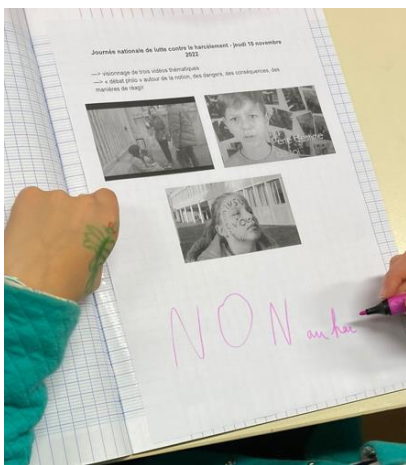 Journée nationale de lutte contre le harcèlement - jeudi 10 novembre
2022
—> visionnage de trois vidéos thématiques
—> « débat philo » autour de la notion, des dangers, des conséquences, des
manières de réagir
NON au har